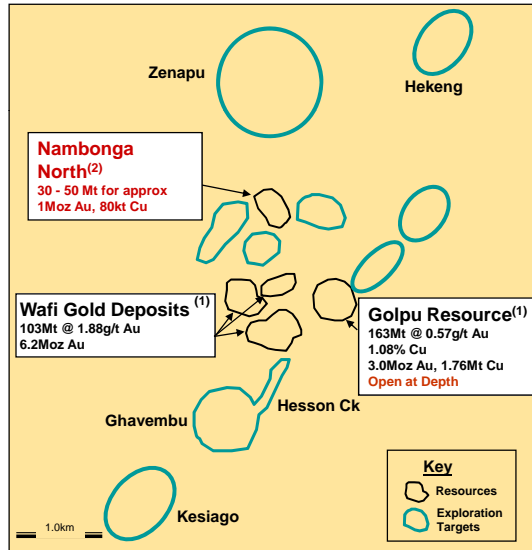 Zenapu
Hekeng
Nambonga
North(2)
30 - 50 Mt for approx
1Moz Au, 80kt Cu
Wafi Gold Deposits (1)
103Mt @ 1.88g/t Au
6.2Moz Au
Golpu Resource(1)
163Mt @ 0.57g/t Au
1.08% Cu
3.0Moz Au, 1.76Mt Cu
Open at Depth
Hesson Ck
Ghavembu
Kesiago
1.0km
Key
Resources
Exploration
Targets